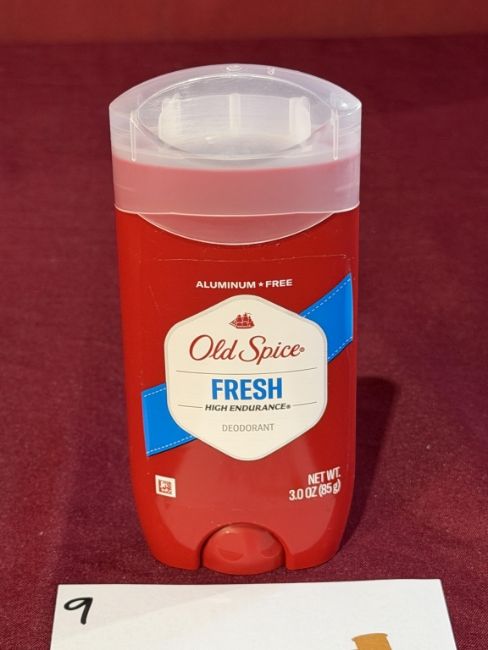 ALUMINUM ★ FREE
Old Spice®
FRESH
HIGH ENDURANCE®
DEODORANT
NET WT.
3.0 OZ (85 g)
9